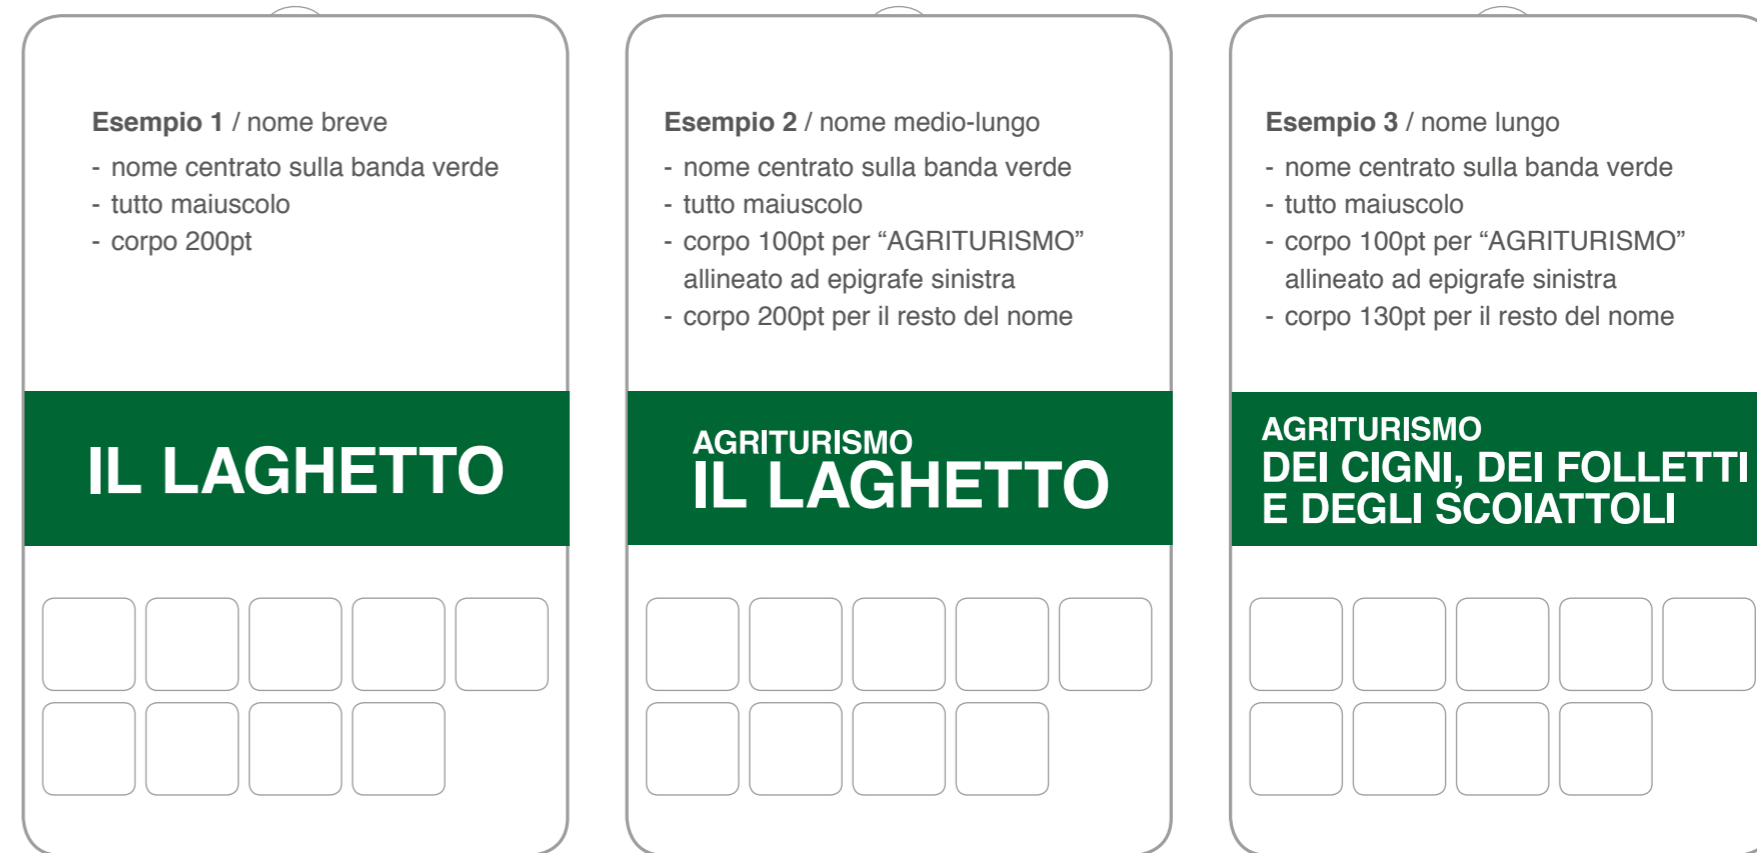 Esempio 1 / nome breve
- nome centrato sulla banda verde
- tutto maiuscolo
- corpo 200pt
IL LAGHETTO
Esempio 2 / nome medio-lungo
- nome centrato sulla banda verde
- tutto maiuscolo
- corpo 100pt per “AGRITURISMO”
allineato ad epigrafe sinistra
- corpo 200pt per il resto del nome
AGRITURISMO
IL LAGHETTO
Esempio 3 / nome lungo
- nome centrato sulla banda verde
- tutto maiuscolo
- corpo 100pt per “AGRITURISMO”
allineato ad epigrafe sinistra
- corpo 130pt per il resto del nome
AGRITURISMO
DEI CIGNI, DEI FOLLETTI
E DEGLI SCOIATTOLI